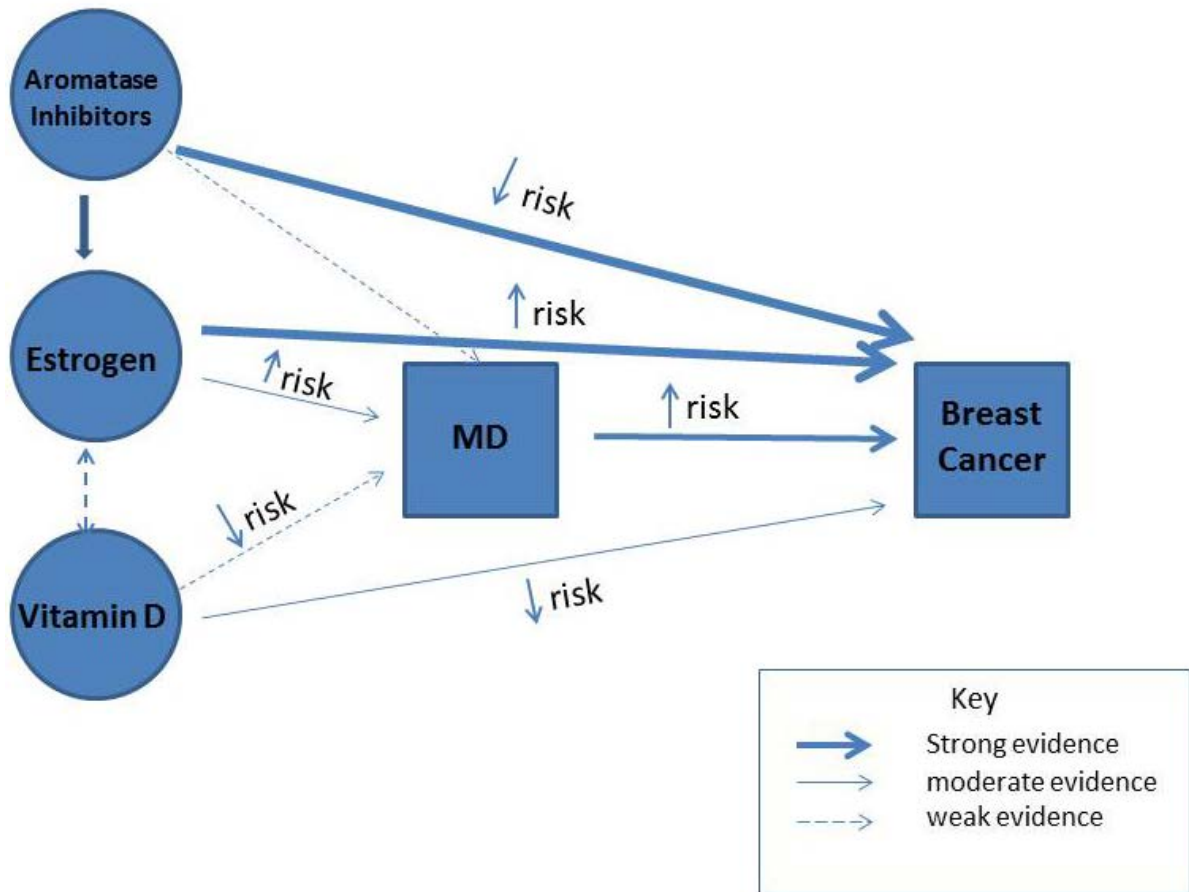 Aromatase
Inhibitors
↓ risk
↑ risk
Estrogen
↑ risk
MD
↑ risk
Breast
Cancer
↓ risk
Vitamin D
↓ risk
Key
Strong evidence
moderate evidence
weak evidence